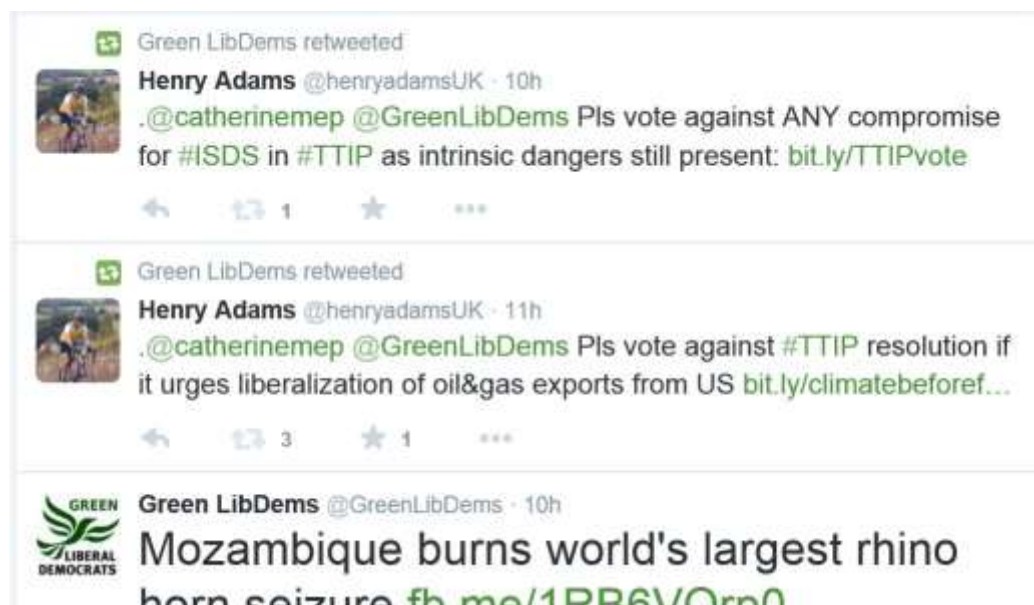 Green LibDems retweeted
Henry Adams @henryadamsUK · 10h
.@catherinemep @GreenLibDems Pls vote against ANY compromise
for #ISDS in #TTIP as intrinsic dangers still present: bit.ly/TTIPvote
1
Green LibDems retweeted
Henry Adams @henryadamsUK · 11h
.@catherinemep @GreenLibDems Pls vote against #TTIP resolution if
it urges liberalization of oil&gas exports from US bit.ly/climatebeforef…
3 1
GREEN
LIBERAL
DEMOCRATS
Green LibDems @GreenLibDems · 10h
Mozambique burns world's largest rhino
horn seizure